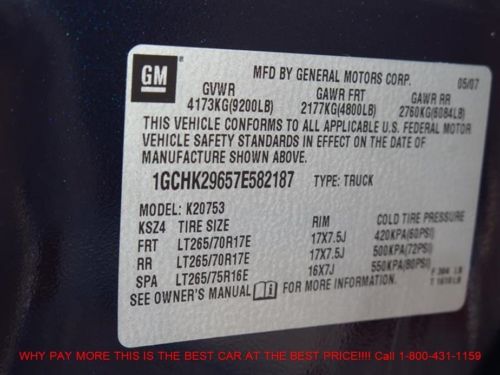 GM
MFD BY GENERAL MOTORS CORP. 05/07
GVWR GAWR FRT GAWR RR
4173KG(9200LB) 2177KG(4800LB) 2760KG(6084LB)
THIS VEHICLE CONFORMS TO ALL APPLICABLE U.S. FEDERAL MOTOR
VEHICLE SAFETY STANDARDS IN EFFECT ON THE DATE OF
MANUFACTURE SHOWN ABOVE.
1GCHK29657E582187 TYPE: TRUCK
MODEL: K20753
KSZ4 TIRE SIZE RIM COLD TIRE PRESSURE
FRT LT265/70R17E 17X7.5J 420KPA(60PSI)
RR LT265/70R17E 17X7.5J 500KPA(72PSI)
SPA LT265/75R16E 16X7J 550KPA(80PSI)
SEE OWNER'S MANUAL FOR MORE INFORMATION. LB
LB
WHY PAY MORE THIS IS THE BEST CAR AT THE BEST PRICE!!!! Call 1-800-431-1159